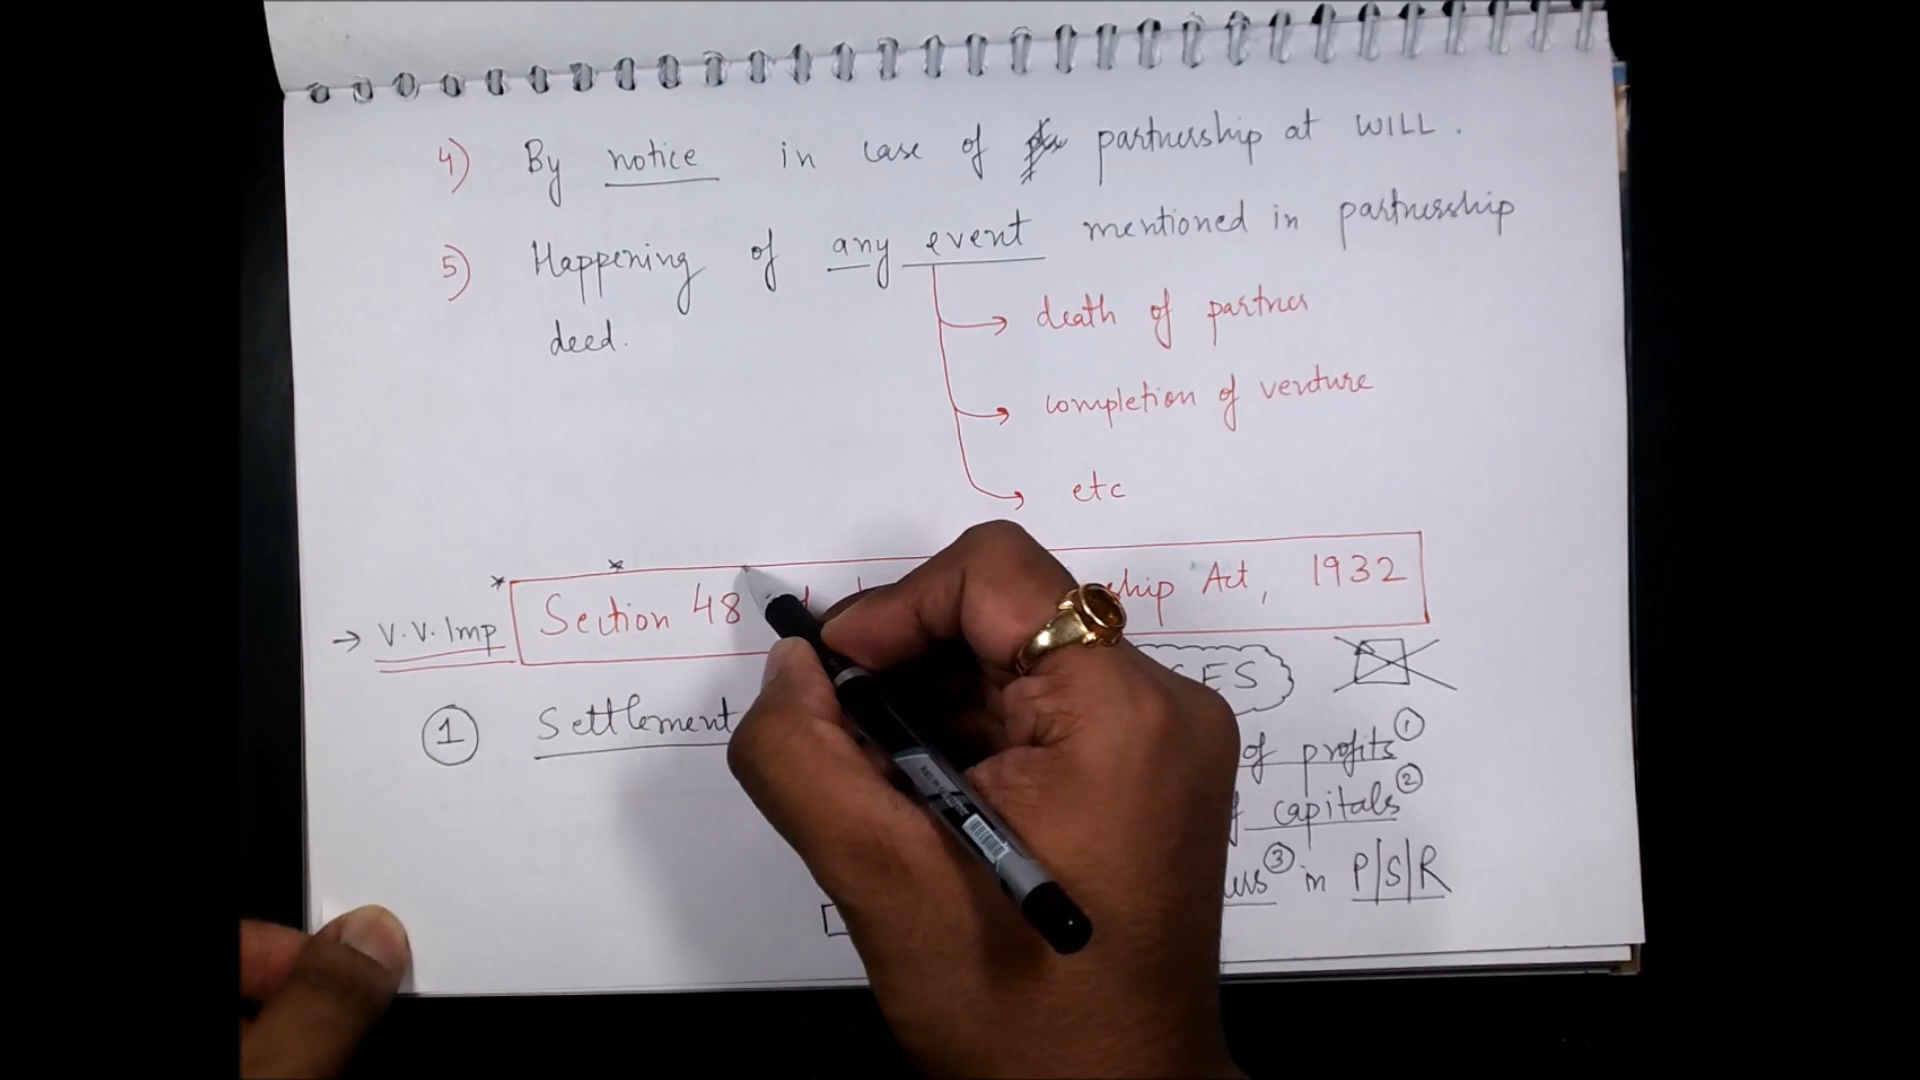 4) By notice in case of partnership at WILL.
5) Happening of any event mentioned in partnership
deed.
→ death of partner
→ completion of venture
→ etc
→ V.V.Imp
* * Section 48 ship Act, 1932
SES
① Settlement of profits ①
capitals ②
③ in P|S|R